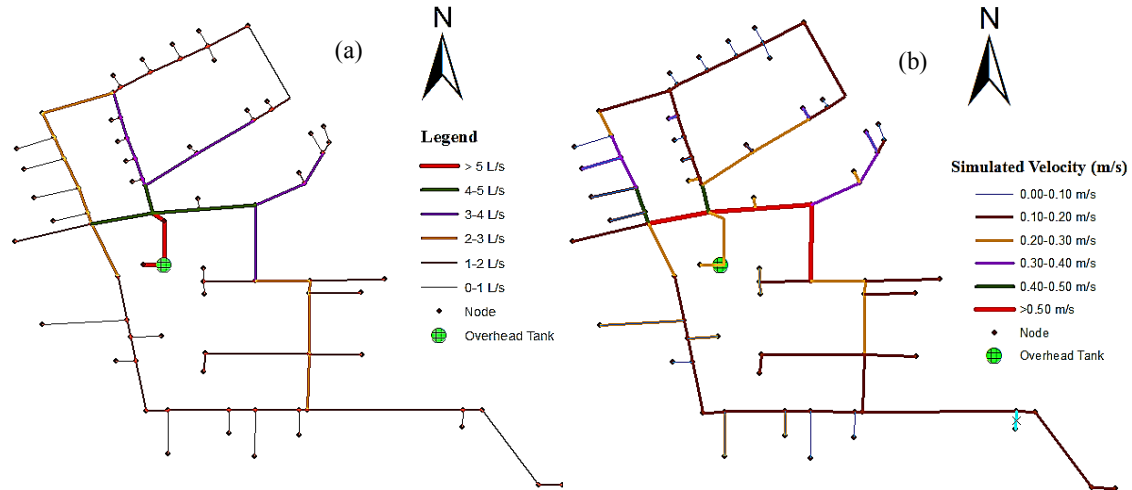 N
(a)
Legend
> 5 L/s
4-5 L/s
3-4 L/s
2-3 L/s
1-2 L/s
0-1 L/s
Node
Overhead Tank
N
(b)
Simulated Velocity (m/s)
0.00-0.10 m/s
0.10-0.20 m/s
0.20-0.30 m/s
0.30-0.40 m/s
0.40-0.50 m/s
>0.50 m/s
Node
Overhead Tank